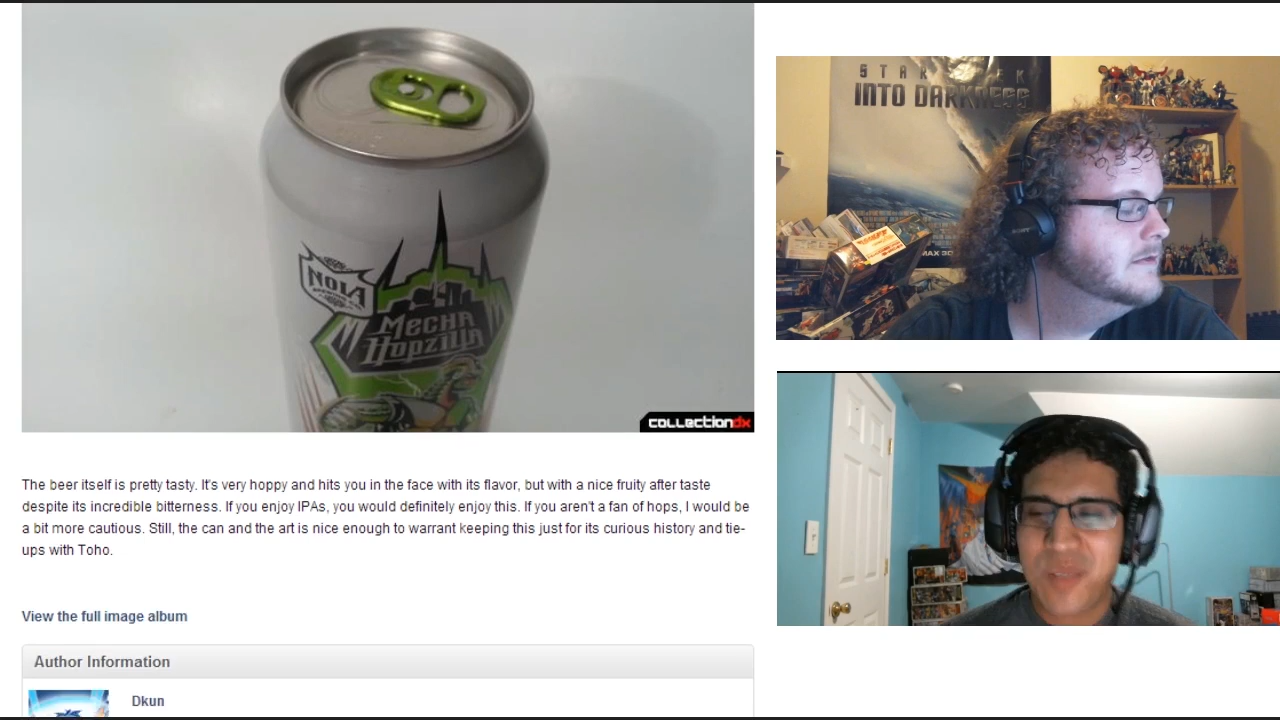 NOLA
MECHA
HOPZILLA
collectiondx
The beer itself is pretty tasty. It's very hoppy and hits you in the face with its flavor, but with a nice fruity after taste
despite its incredible bitterness. If you enjoy IPAs, you would definitely enjoy this. If you aren't a fan of hops, I would be
a bit more cautious. Still, the can and the art is nice enough to warrant keeping this just for its curious history and tie-
ups with Toho.
View the full image album
Author Information
Dkun
INTO DARKNESS
SONY